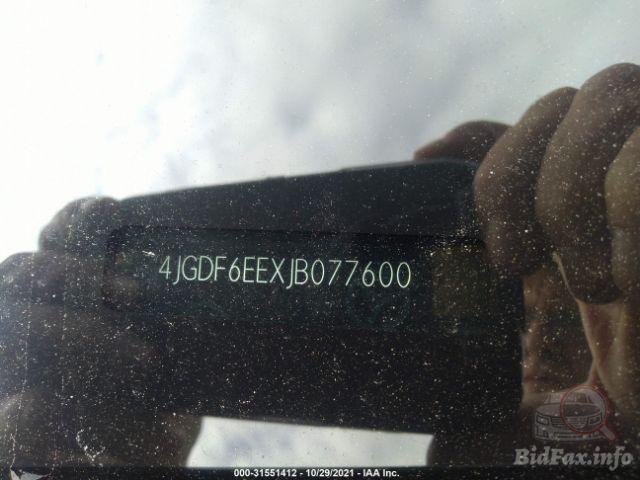 4JGDF6EEXJB077600
BidFax.info
000-31551412 - 10/29/2021 - IAA Inc.